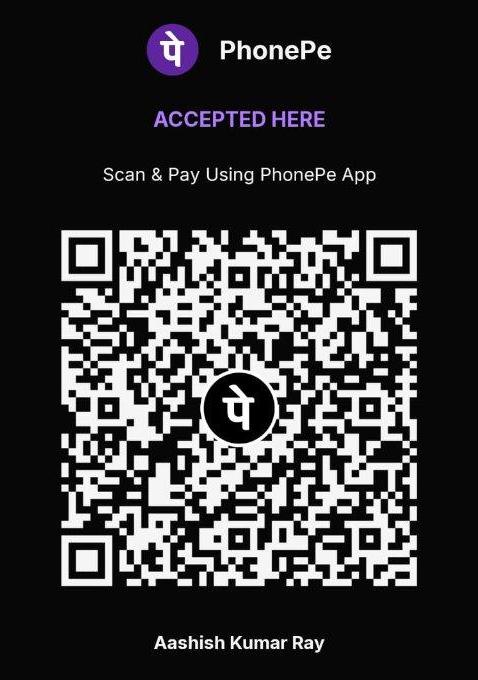 पे PhonePe
ACCEPTED HERE
Scan & Pay Using PhonePe App
पे
Aashish Kumar Ray